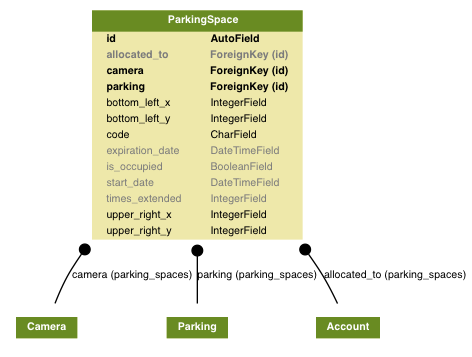 ParkingSpace
id AutoField
allocated_to ForeignKey (id)
camera ForeignKey (id)
parking ForeignKey (id)
bottom_left_x IntegerField
bottom_left_y IntegerField
code CharField
expiration_date DateTimeField
is_occupied BooleanField
start_date DateTimeField
times_extended IntegerField
upper_right_x IntegerField
upper_right_y IntegerField
camera (parking_spaces) parking (parking_spaces) allocated_to (parking_spaces)
Camera Parking Account